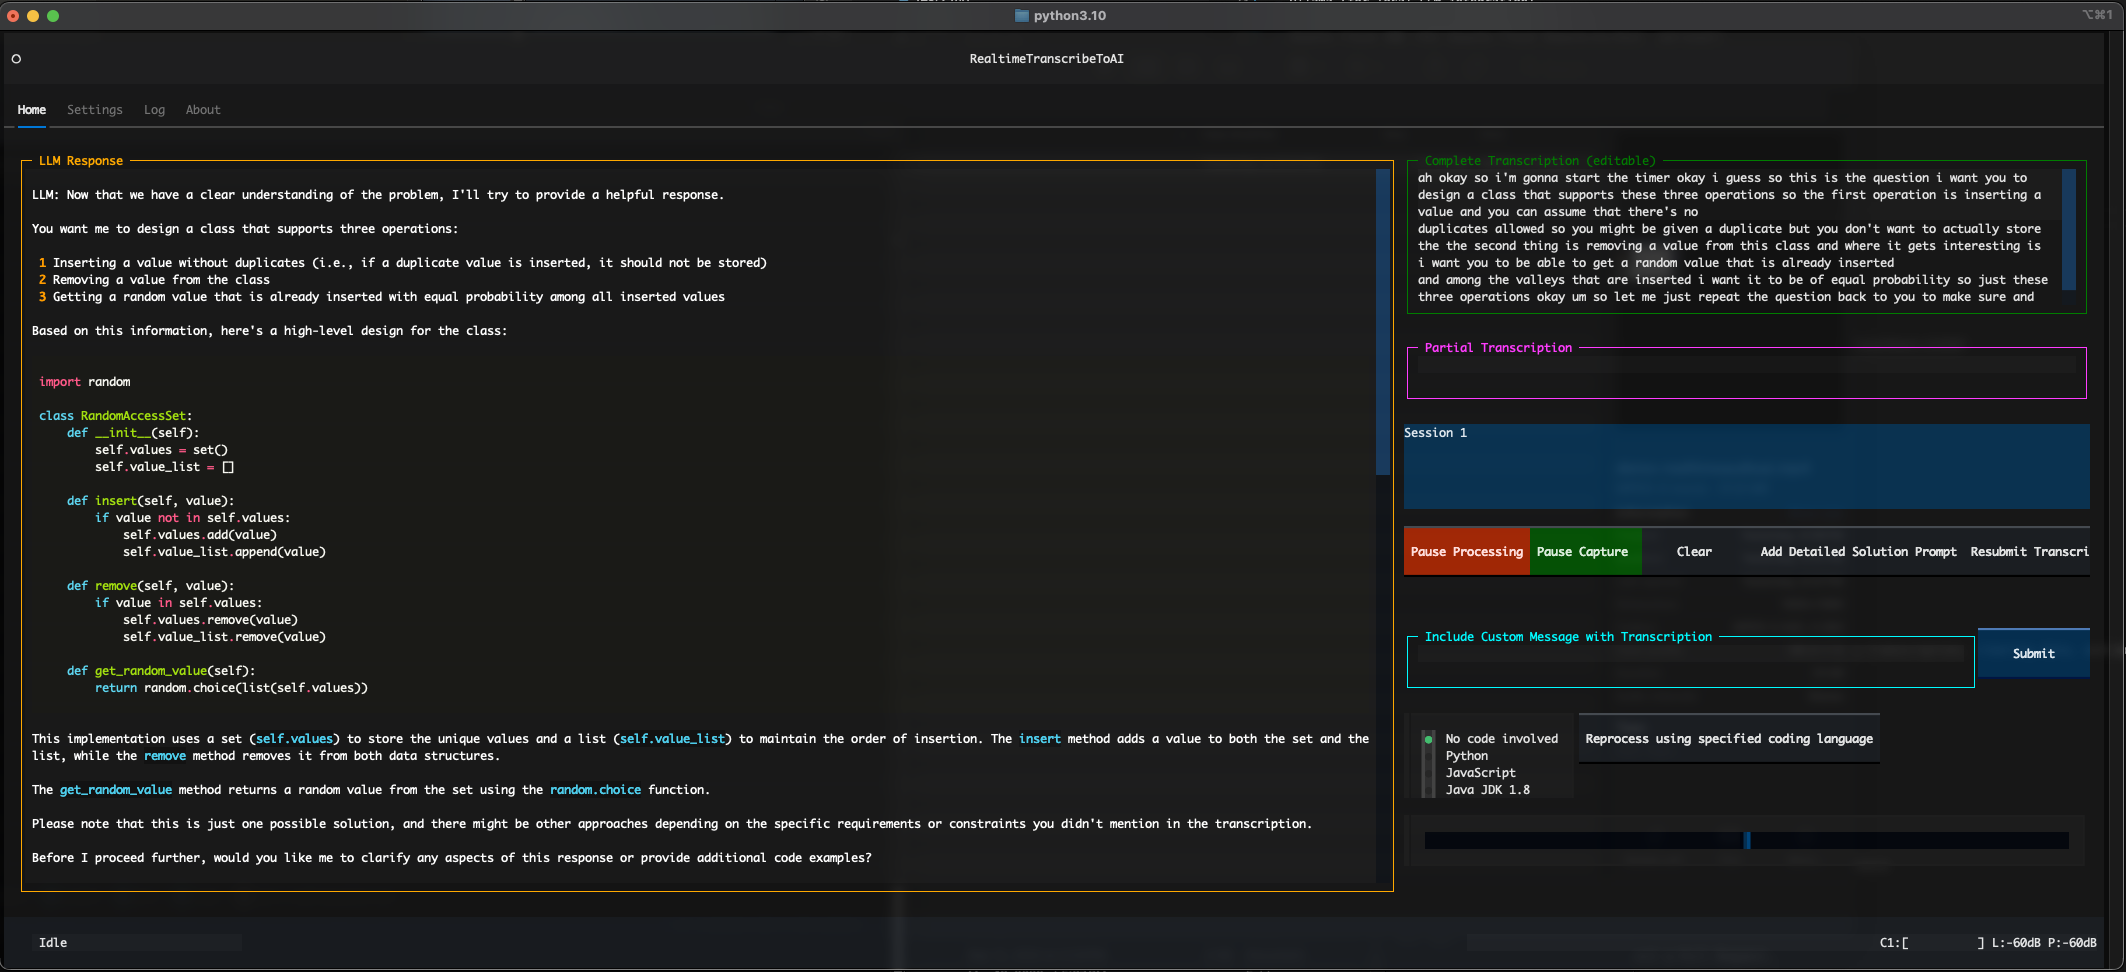 python3.10
⌥⌘1
RealtimeTranscribeToAI
Home Settings Log About
LLM Response
LLM: Now that we have a clear understanding of the problem, I'll try to provide a helpful response.
You want me to design a class that supports three operations:
1 Inserting a value without duplicates (i.e., if a duplicate value is inserted, it should not be stored)
2 Removing a value from the class
3 Getting a random value that is already inserted with equal probability among all inserted values
Based on this information, here's a high-level design for the class:
import random
class RandomAccessSet:
    def __init__(self):
        self.values = set()
        self.value_list = []
    def insert(self, value):
        if value not in self.values:
            self.values.add(value)
            self.value_list.append(value)
    def remove(self, value):
        if value in self.values:
            self.values.remove(value)
            self.value_list.remove(value)
    def get_random_value(self):
        return random.choice(list(self.values))
This implementation uses a set (self.values) to store the unique values and a list (self.value_list) to maintain the order of insertion. The insert method adds a value to both the set and the
list, while the remove method removes it from both data structures.
The get_random_value method returns a random value from the set using the random.choice function.
Please note that this is just one possible solution, and there might be other approaches depending on the specific requirements or constraints you didn't mention in the transcription.
Before I proceed further, would you like me to clarify any aspects of this response or provide additional code examples?
Complete Transcription (editable)
ah okay so i'm gonna start the timer okay i guess so this is the question i want you to
design a class that supports these three operations so the first operation is inserting a
value and you can assume that there's no
duplicates allowed so you might be given a duplicate but you don't want to actually store
the the second thing is removing a value from this class and where it gets interesting is
i want you to be able to get a random value that is already inserted
and among the valleys that are inserted i want it to be of equal probability so just these
three operations okay um so let me just repeat the question back to you to make sure and
Partial Transcription
Session 1
Pause Processing Pause Capture Clear Add Detailed Solution Prompt Resubmit Transcri
Include Custom Message with Transcription
Submit
No code involved
Python
JavaScript
Java JDK 1.8
Reprocess using specified coding language
Idle
C1:[          ] L:-60dB P:-60dB